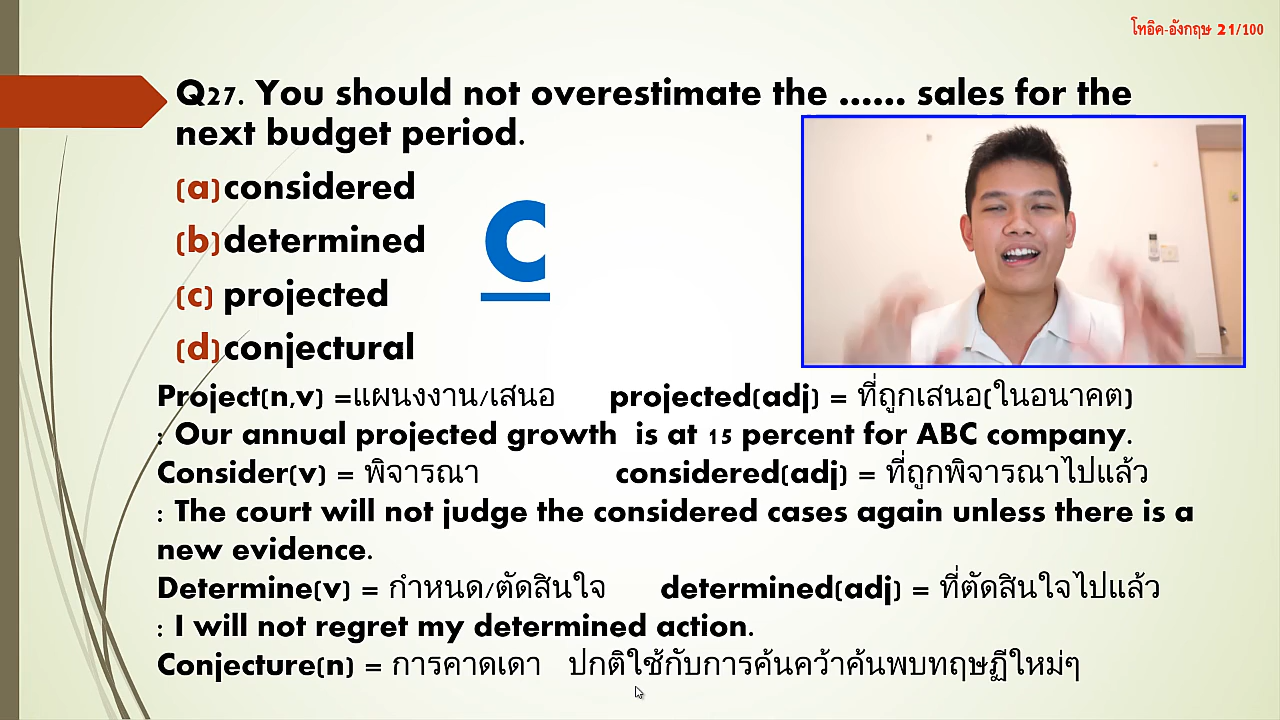 โทอิค-อังกฤษ 21/100
Q27. You should not overestimate the ...... sales for the
next budget period.
(a)considered
(b)determined
(c) projected
(d)conjectural
C
Project(n,v) =แผนงงาน/เสนอ projected(adj) = ที่ถูกเสนอ(ในอนาคต)
: Our annual projected growth is at 15 percent for ABC company.
Consider(v) = พิจารณา considered(adj) = ที่ถูกพิจารณาไปแล้ว
: The court will not judge the considered cases again unless there is a
new evidence.
Determine(v) = กำหนด/ตัดสินใจ determined(adj) = ที่ตัดสินใจไปแล้ว
: I will not regret my determined action.
Conjecture(n) = การคาดเดา ปกติใช้กับการค้นคว้าค้นพบทฤษฏีใหม่ๆ